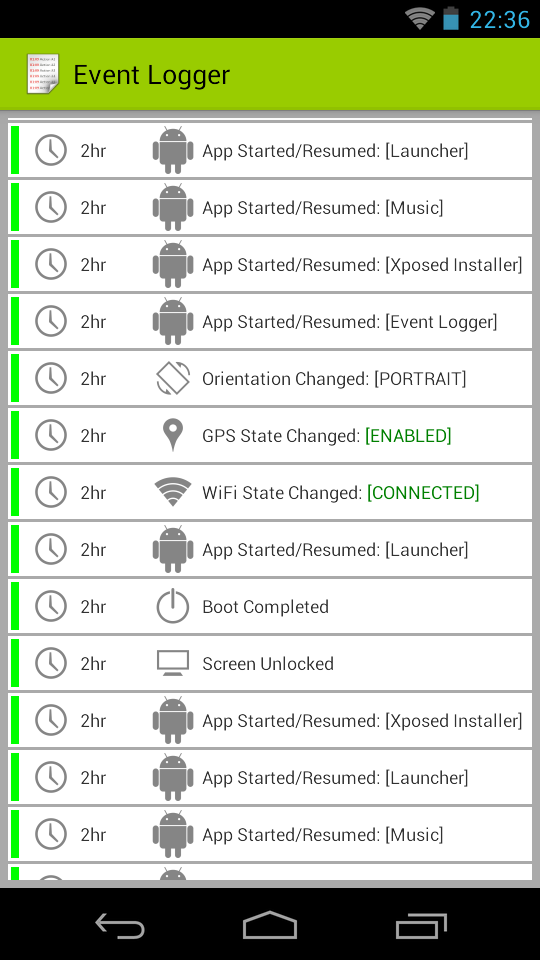 22:36
Event Logger
2hr App Started/Resumed: [Launcher]
2hr App Started/Resumed: [Music]
2hr App Started/Resumed: [Xposed Installer]
2hr App Started/Resumed: [Event Logger]
2hr Orientation Changed: [PORTRAIT]
2hr GPS State Changed: [ENABLED]
2hr WiFi State Changed: [CONNECTED]
2hr App Started/Resumed: [Launcher]
2hr Boot Completed
2hr Screen Unlocked
2hr App Started/Resumed: [Xposed Installer]
2hr App Started/Resumed: [Launcher]
2hr App Started/Resumed: [Music]